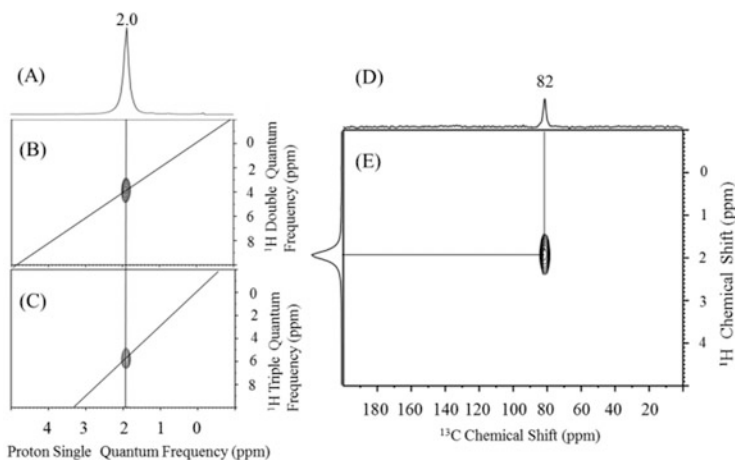 2.0
(A)
(B)
0
2
4
6
8
¹H Double Quantum
Frequency (ppm)
(C)
0
2
4
6
8
¹H Triple Quantum
Frequency (ppm)
4 3 2 1 0
Proton Single Quantum Frequency (ppm)
(D)
82
(E)
0
1
2
3
4
¹H Chemical Shift (ppm)
180 160 140 120 100 80 60 40 20
¹³C Chemical Shift (ppm)